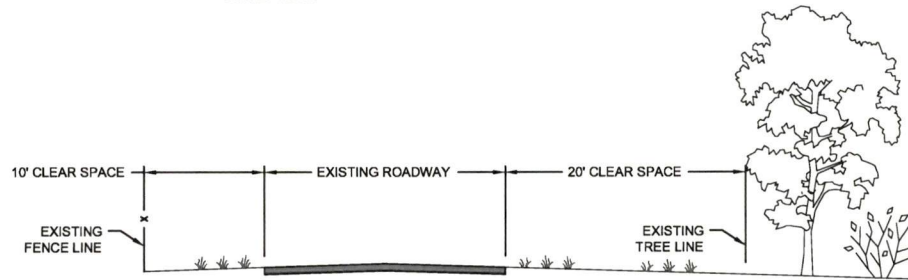 10' CLEAR SPACE
EXISTING ROADWAY
20' CLEAR SPACE
x
EXISTING
FENCE LINE
EXISTING
TREE LINE